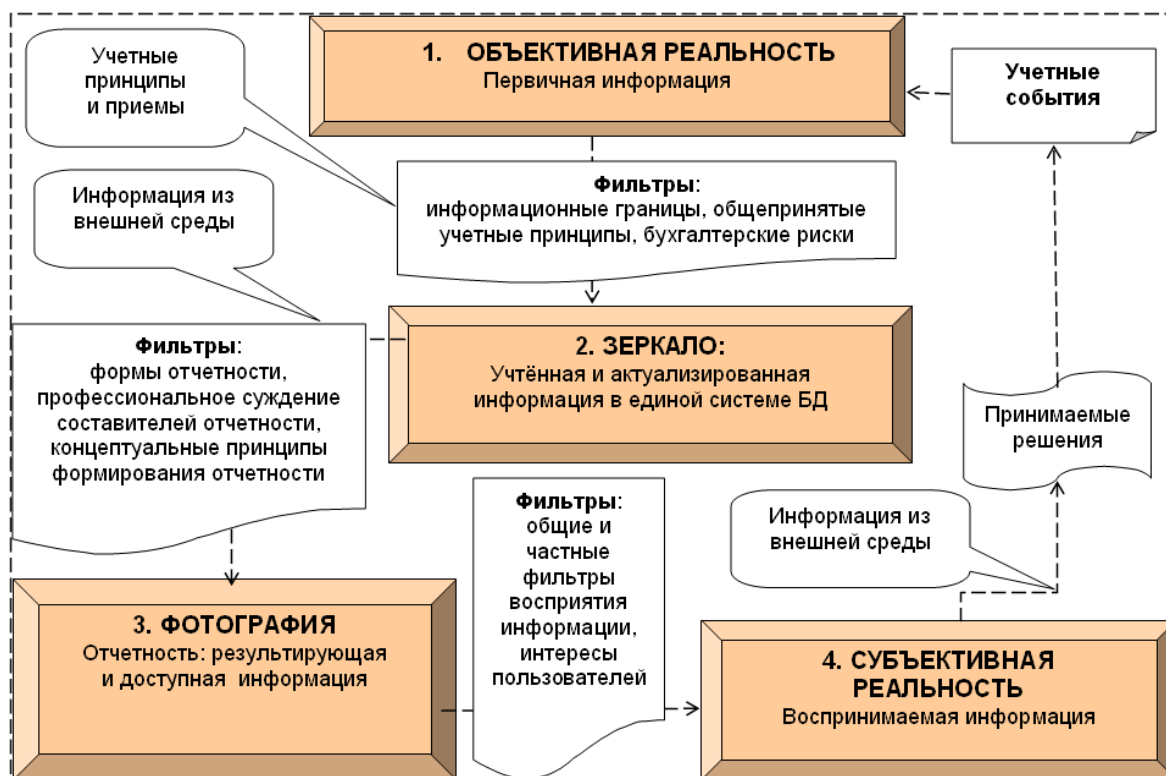 1. ОБЪЕКТИВНАЯ РЕАЛЬНОСТЬ
Первичная информация
Учетные
принципы
и приемы
Учетные
события
Фильтры:
информационные границы, общепринятые
учетные принципы, бухгалтерские риски
Информация из
внешней среды
2. ЗЕРКАЛО:
Учтённая и актуализированная
информация в единой системе БД
Фильтры:
формы отчетности,
профессиональное суждение
составителей отчетности,
концептуальные принципы
формирования отчетности
Принимаемые
решения
Фильтры:
общие и
частные
фильтры
восприятия
информации,
интересы
пользователей
Информация из
внешней среды
3. ФОТОГРАФИЯ
Отчетность: результирующая
и доступная информация
4. СУБЪЕКТИВНАЯ
РЕАЛЬНОСТЬ
Воспринимаемая информация